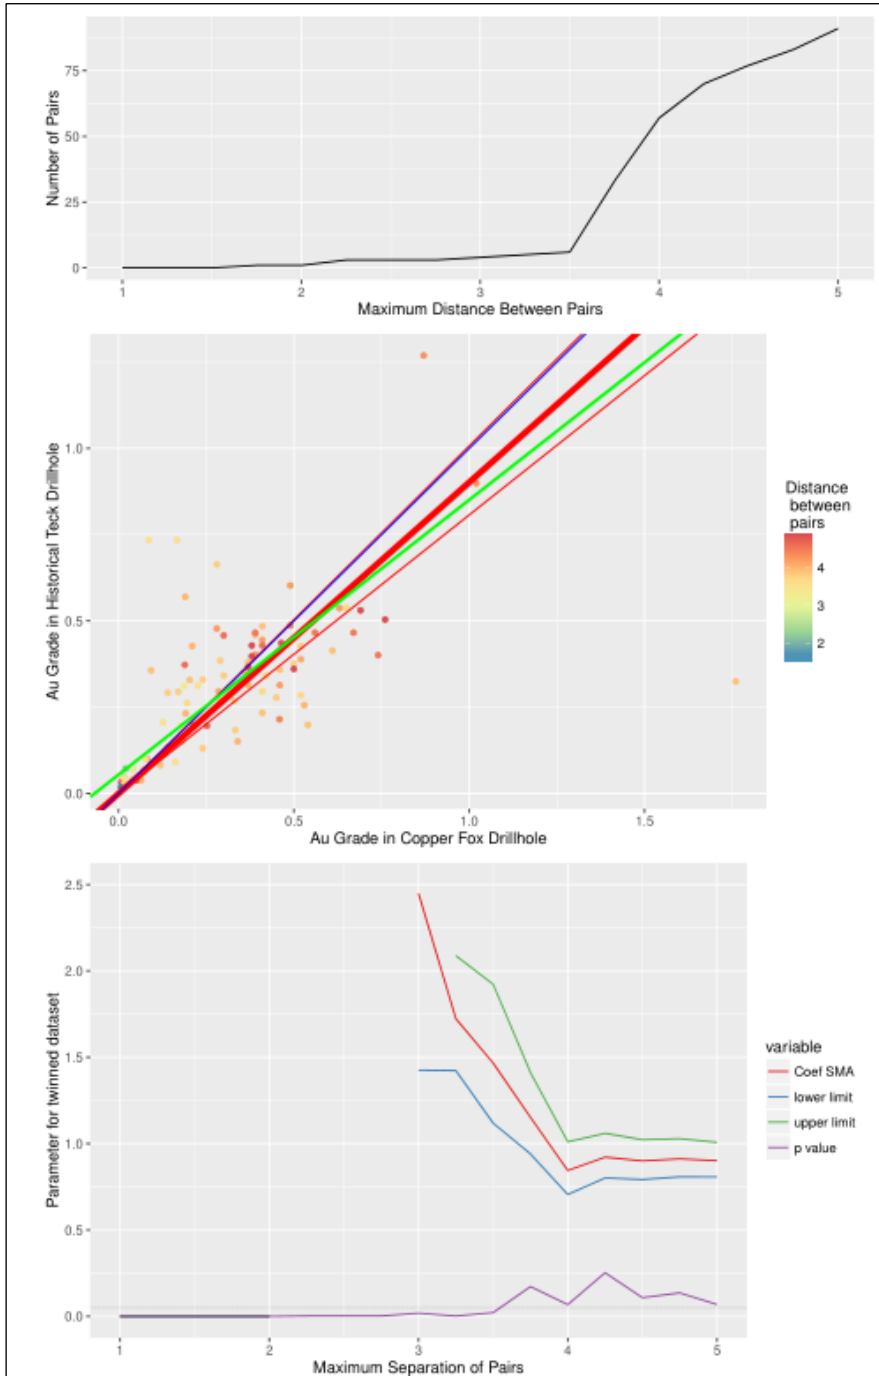 75
50
25
0
Number of Pairs
1 2 3 4 5
Maximum Distance Between Pairs
1.0
0.5
0.0
Au Grade in Historical Teck Drillhole
0.0 0.5 1.0 1.5
Au Grade in Copper Fox Drillhole
Distance
between
pairs
4
3
2
2.5
2.0
1.5
1.0
0.5
0.0
Parameter for twinned dataset
1 2 3 4 5
Maximum Separation of Pairs
variable
Coef SMA
lower limit
upper limit
p value